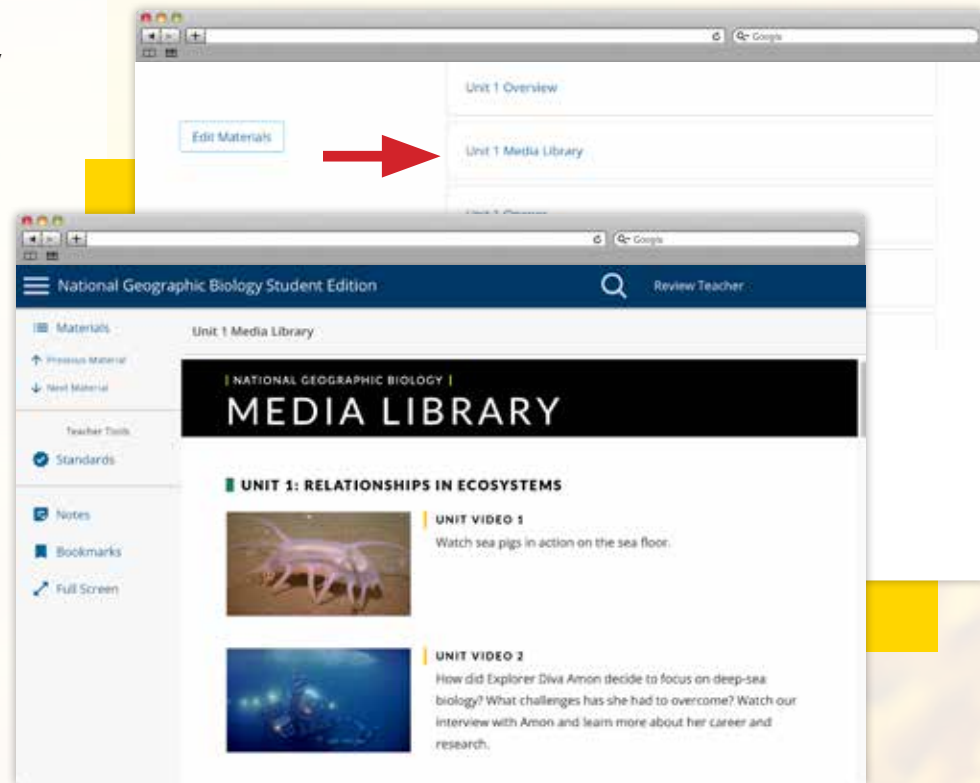 Google
Unit 1 Overview
Edit Materials
Unit 1 Media Library
Unit 1 Opener
Google
National Geographic Biology Student Edition
Review Teacher
Materials
Unit 1 Media Library
Previous Material
Next Material
Teacher Tools
Standards
Notes
Bookmarks
Full Screen
| NATIONAL GEOGRAPHIC BIOLOGY |
MEDIA LIBRARY
UNIT 1: RELATIONSHIPS IN ECOSYSTEMS
UNIT VIDEO 1
Watch sea pigs in action on the sea floor.
UNIT VIDEO 2
How did Explorer Diva Amon decide to focus on deep-sea
biology? What challenges has she had to overcome? Watch our
interview with Amon and learn more about her career and
research.